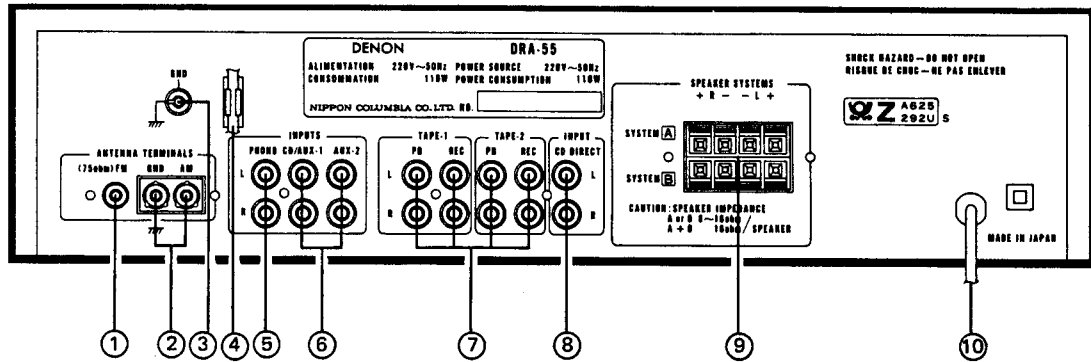 DENON DRA-55
ALIMENTATION 220V~50Hz POWER SOURCE 220V~50Hz
CONSOMMATION 110W POWER CONSUMPTION 110W
NIPPON COLUMBIA CO. LTD. NO.
SHOCK HAZARD–DO NOT OPEN
RISQUE DE CHOC–NE PAS ENLEVER
Z A625
292U S
GND
SPEAKER SYSTEMS
+ R – – L +
SYSTEM A
SYSTEM B
CAUTION: SPEAKER IMPEDANCE
A or B 8~16ohm
A + B 16ohm / SPEAKER
ANTENNA TERMINALS
(75ohm) FM GND AM
INPUTS
PHONO CD/AUX-1 AUX-2
L
R
TAPE-1
PB REC
L
R
TAPE-2
PB REC
INPUT
CD DIRECT
L
R
MADE IN JAPAN
1 2 3 4 5 6 7 8 9 10